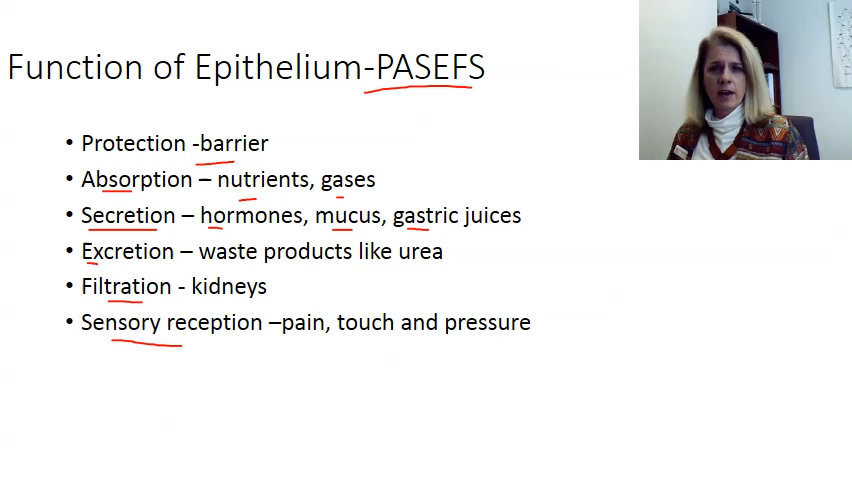 Function of Epithelium-PASEFS
• Protection -barrier
• Absorption – nutrients, gases
• Secretion – hormones, mucus, gastric juices
• Excretion – waste products like urea
• Filtration - kidneys
• Sensory reception –pain, touch and pressure